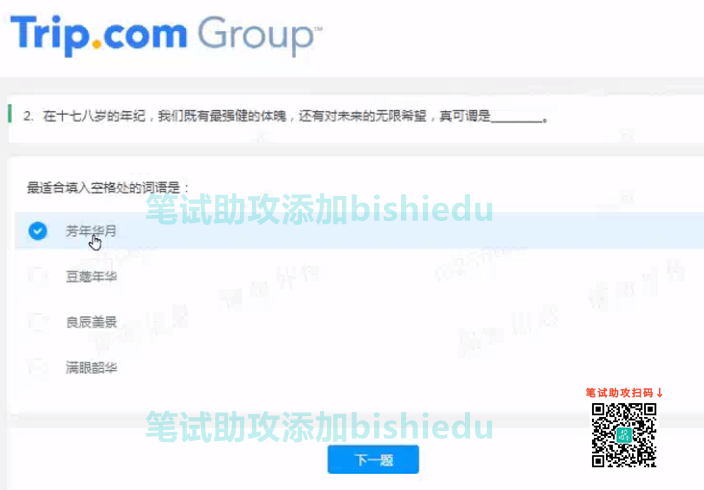 Trip.com Group™
2. 在十七八岁的年纪，我们既有最强健的体魄，还有对未来的无限希望，真可谓是________。
最适合填入空格处的词语是：
笔试助攻添加bishiedu
芳年华月
豆蔻年华
良辰美景
满眼韶华
笔试助攻扫码↓
笔试助攻添加bishiedu
下一题